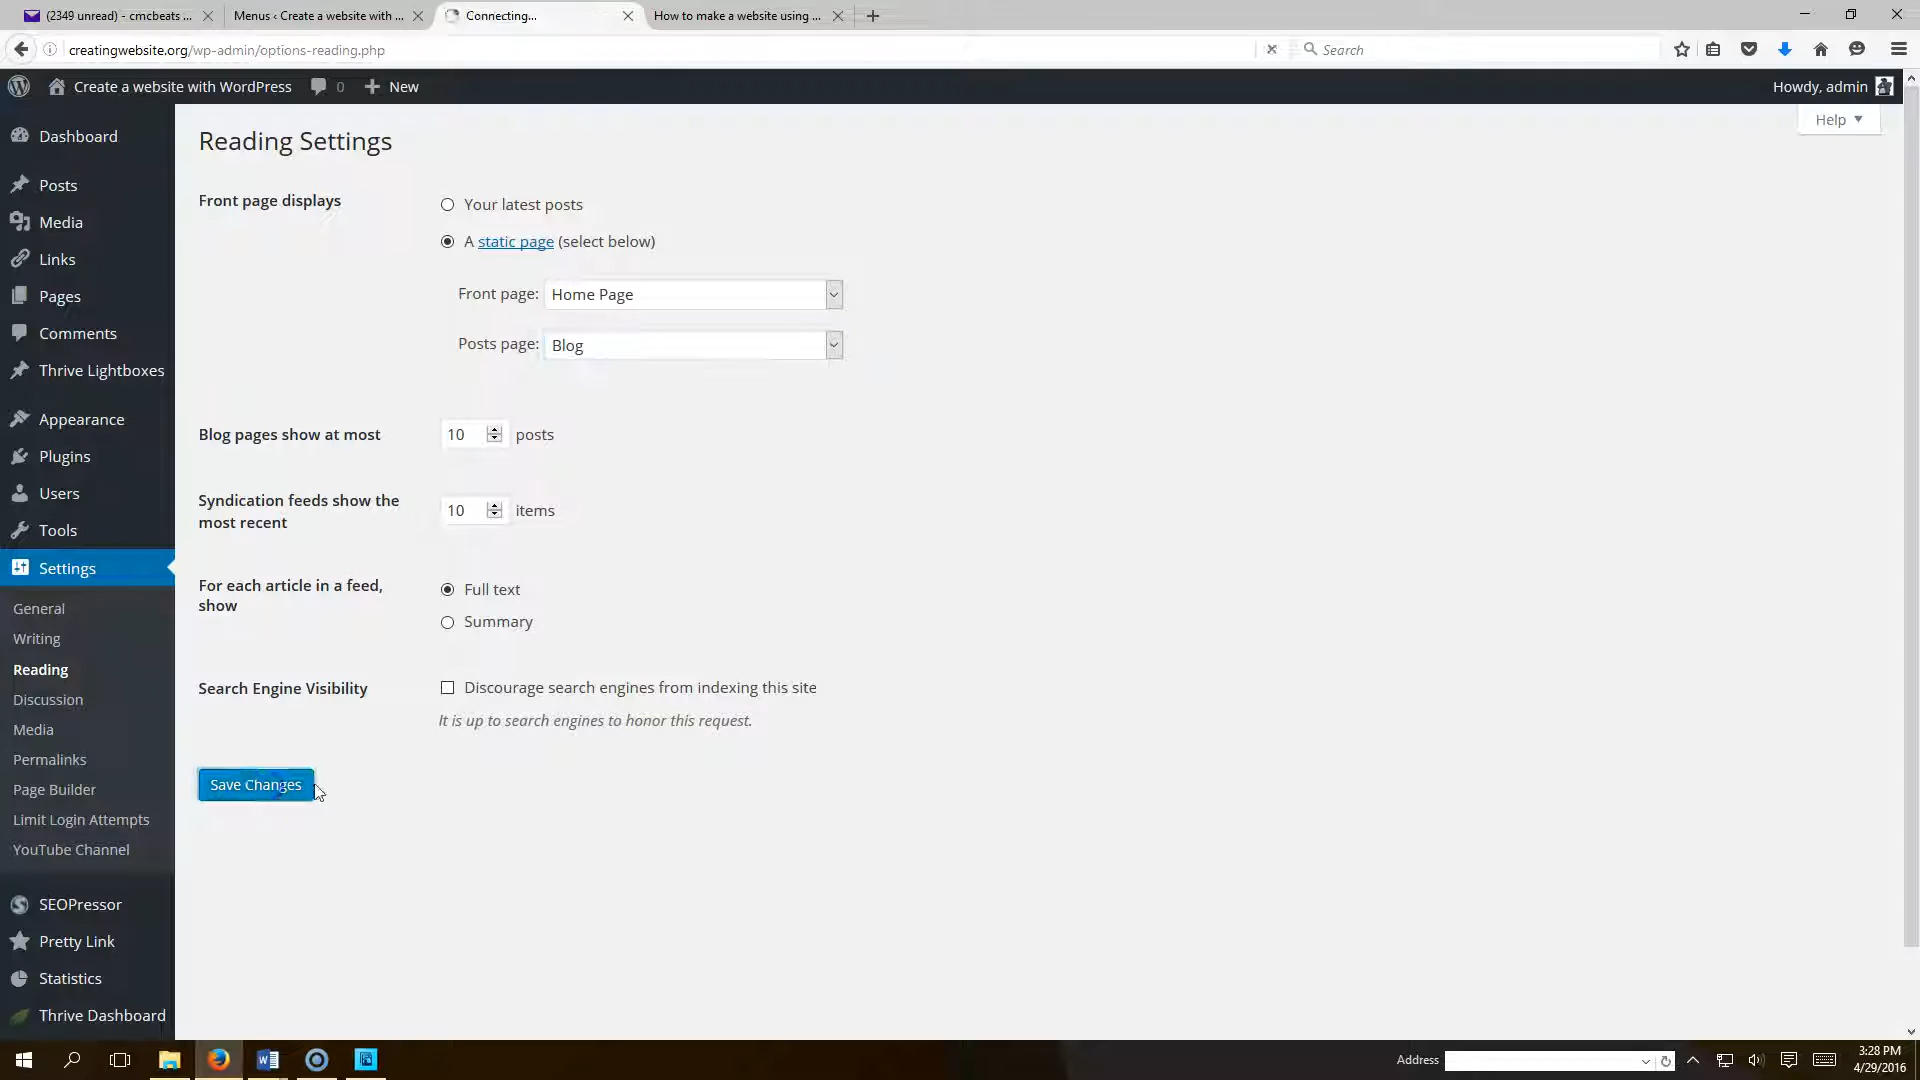 (2349 unread) - cmcbeats ...
Menus ‹ Create a website with ...
Connecting...
How to make a website using ...
creatingwebsite.org/wp-admin/options-reading.php
Search
Create a website with WordPress
0
New
Howdy, admin
Help
Dashboard
Posts
Media
Links
Pages
Comments
Thrive Lightboxes
Appearance
Plugins
Users
Tools
Settings
General
Writing
Reading
Discussion
Media
Permalinks
Page Builder
Limit Login Attempts
YouTube Channel
SEOPressor
Pretty Link
Statistics
Thrive Dashboard
Reading Settings
Front page displays
Your latest posts
A static page (select below)
Front page: Home Page
Posts page: Blog
Blog pages show at most
10 posts
Syndication feeds show the
most recent
10 items
For each article in a feed,
show
Full text
Summary
Search Engine Visibility
Discourage search engines from indexing this site
It is up to search engines to honor this request.
Save Changes
Address
3:28 PM
4/29/2016